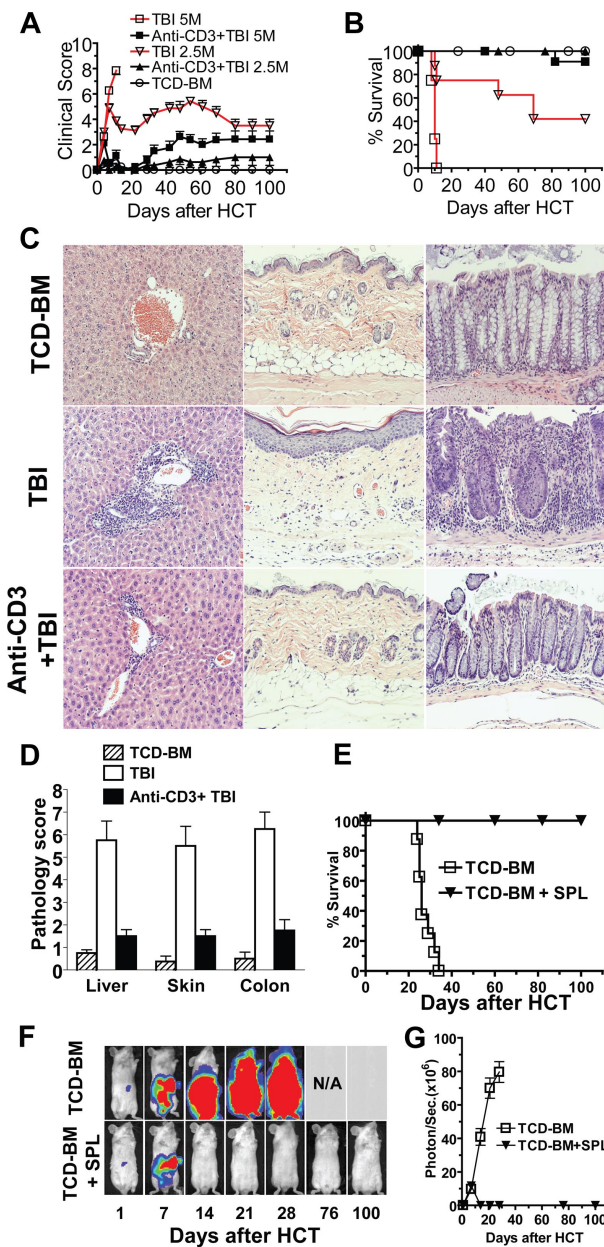 A
TBI 5M
Anti-CD3+TBI 5M
TBI 2.5M
Anti-CD3+TBI 2.5M
TCD-BM
Clinical Score
10
8
6
4
2
0
0 20 40 60 80 100
Days after HCT
B
% Survival
100
80
60
40
20
0
20 40 60 80 100
Days after HCT
C
TCD-BM
TBI
Anti-CD3
+TBI
D
TCD-BM
TBI
Anti-CD3+ TBI
Pathology score
8
7
6
5
4
3
2
1
0
Liver Skin Colon
E
% Survival
100
80
60
40
20
0
TCD-BM
TCD-BM + SPL
0 20 40 60 80 100
Days after HCT
F
TCD-BM
N/A
TCD-BM
+ SPL
1 7 14 21 28 76 100
Days after HCT
G
Photon/Sec.(x10⁶)
100
80
60
40
20
0
TCD-BM
TCD-BM+SPL
0 20 40 60 80 100
Days after HCT